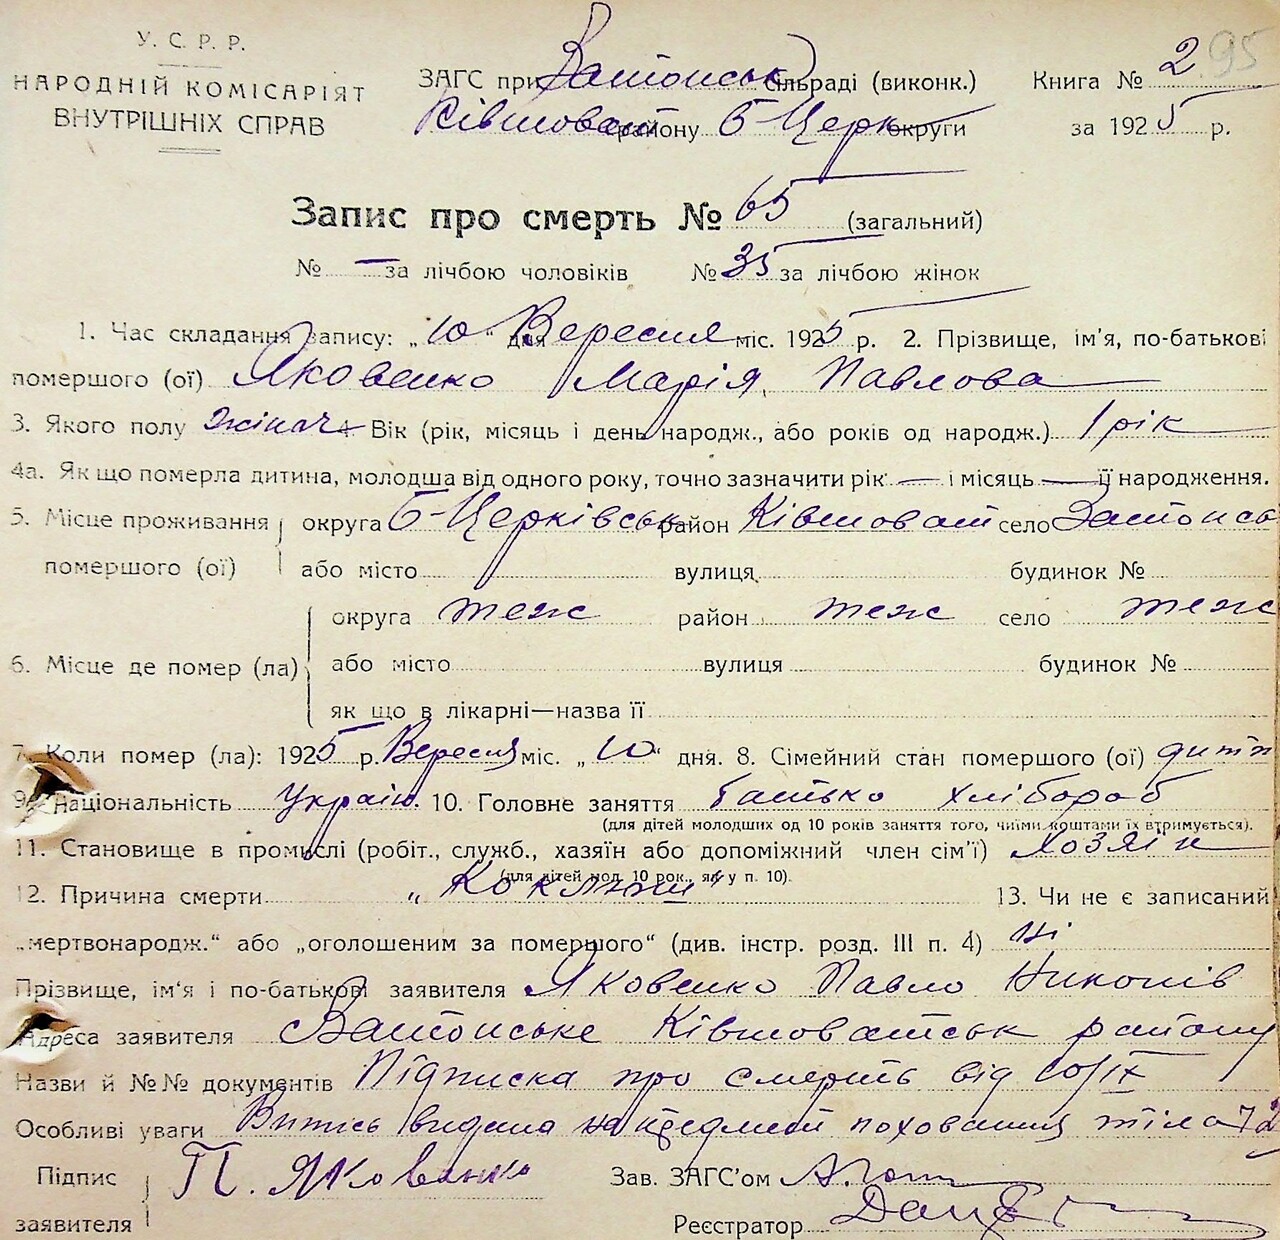 У. С. Р. Р.
НАРОДНІЙ КОМІСАРІЯТ
ВНУТРІШНІХ СПРАВ
ЗАГС при сільраді (виконк.)
Ківшоват району Б-Церк округи
Книга № 2 95
за 1925 р.
Запис про смерть № 65 (загальний)
№ — за лічбою чоловіків № 35 за лічбою жінок
1. Час складання запису: „10" дня Вересня міс. 1925 р. 2. Прізвище, ім'я, по-батькові
помершого (ої) Яковенко Марія Павлова
3. Якого полу жіноч 4. Вік (рік, місяць і день народж., або років од народж.) 1 рік
4а. Як що померла дитина, молодша від одного року, точно зазначити рік — і місяць — її народження.
5. Місце проживання помершого (ої) округа Б-Церківськ район Ківшоват село
або місто вулиця будинок №
6. Місце де помер (ла) округа теж район теж село теж
або місто вулиця будинок №
як що в лікарні—назва її
7. Коли помер (ла): 1925 р. Вересня міс. „10" дня. 8. Сімейний стан помершого (ої) дитя
9. Національність Україн. 10. Головне заняття батько хлібороб
(для дітей молодших од 10 років заняття того, чиїми коштами їх втримується).
11. Становище в промислі (робіт., служб., хазяїн або допоміжний член сім'ї) хозяін
(для дітей мол. 10 рок., як у п. 10).
12. Причина смерти „Коклюш" 13. Чи не є записаний
„мертвонародж." або „оголошеним за помершого" (див. інстр. розд. III п. 4) ні
Прізвище, ім'я і по-батькові заявителя Яковенко Павло Никонів
Адреса заявителя Ківшоватськ району
Назви й №№ документів Підписка про смерть від 10/IX
Особливі уваги Випись видана на предмет поховання тіла
Підпис заявителя П. Яковенко
Зав. ЗАГС'ом
Реєстратор